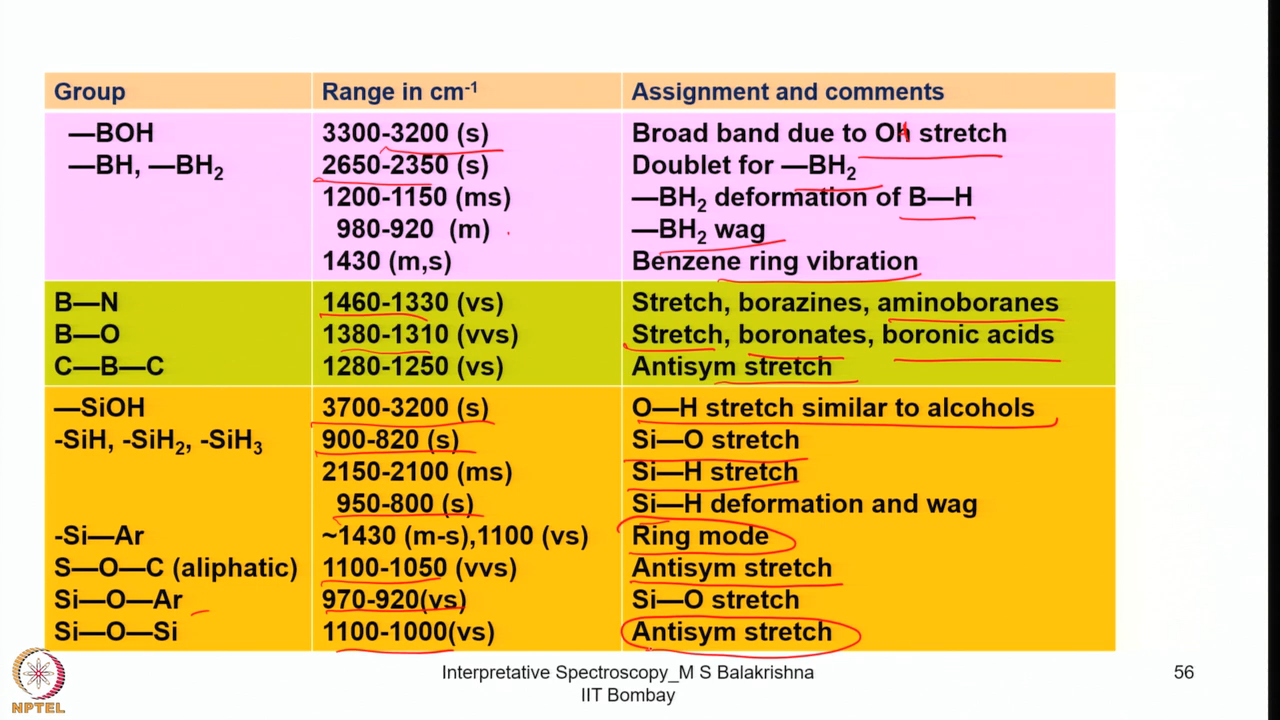 Group Range in cm-1 Assignment and comments
—BOH 3300-3200 (s) Broad band due to OH stretch
—BH, —BH2 2650-2350 (s) Doublet for —BH2
1200-1150 (ms) —BH2 deformation of B—H
980-920 (m) —BH2 wag
1430 (m,s) Benzene ring vibration
B—N 1460-1330 (vs) Stretch, borazines, aminoboranes
B—O 1380-1310 (vvs) Stretch, boronates, boronic acids
C—B—C 1280-1250 (vs) Antisym stretch
—SiOH 3700-3200 (s) O—H stretch similar to alcohols
-SiH, -SiH2, -SiH3 900-820 (s) Si—O stretch
2150-2100 (ms) Si—H stretch
950-800 (s) Si—H deformation and wag
-Si—Ar ~1430 (m-s),1100 (vs) Ring mode
S—O—C (aliphatic) 1100-1050 (vvs) Antisym stretch
Si—O—Ar 970-920(vs) Si—O stretch
Si—O—Si 1100-1000(vs) Antisym stretch
Interpretative Spectroscopy_M S Balakrishna 56
IIT Bombay
NPTEL